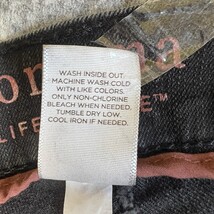 WASH INSIDE OUT.
MACHINE WASH COLD
WITH LIKE COLORS.
ONLY NON-CHLORINE
BLEACH WHEN NEEDED.
TUMBLE DRY LOW.
COOL IRON IF NEEDED.
LIFE